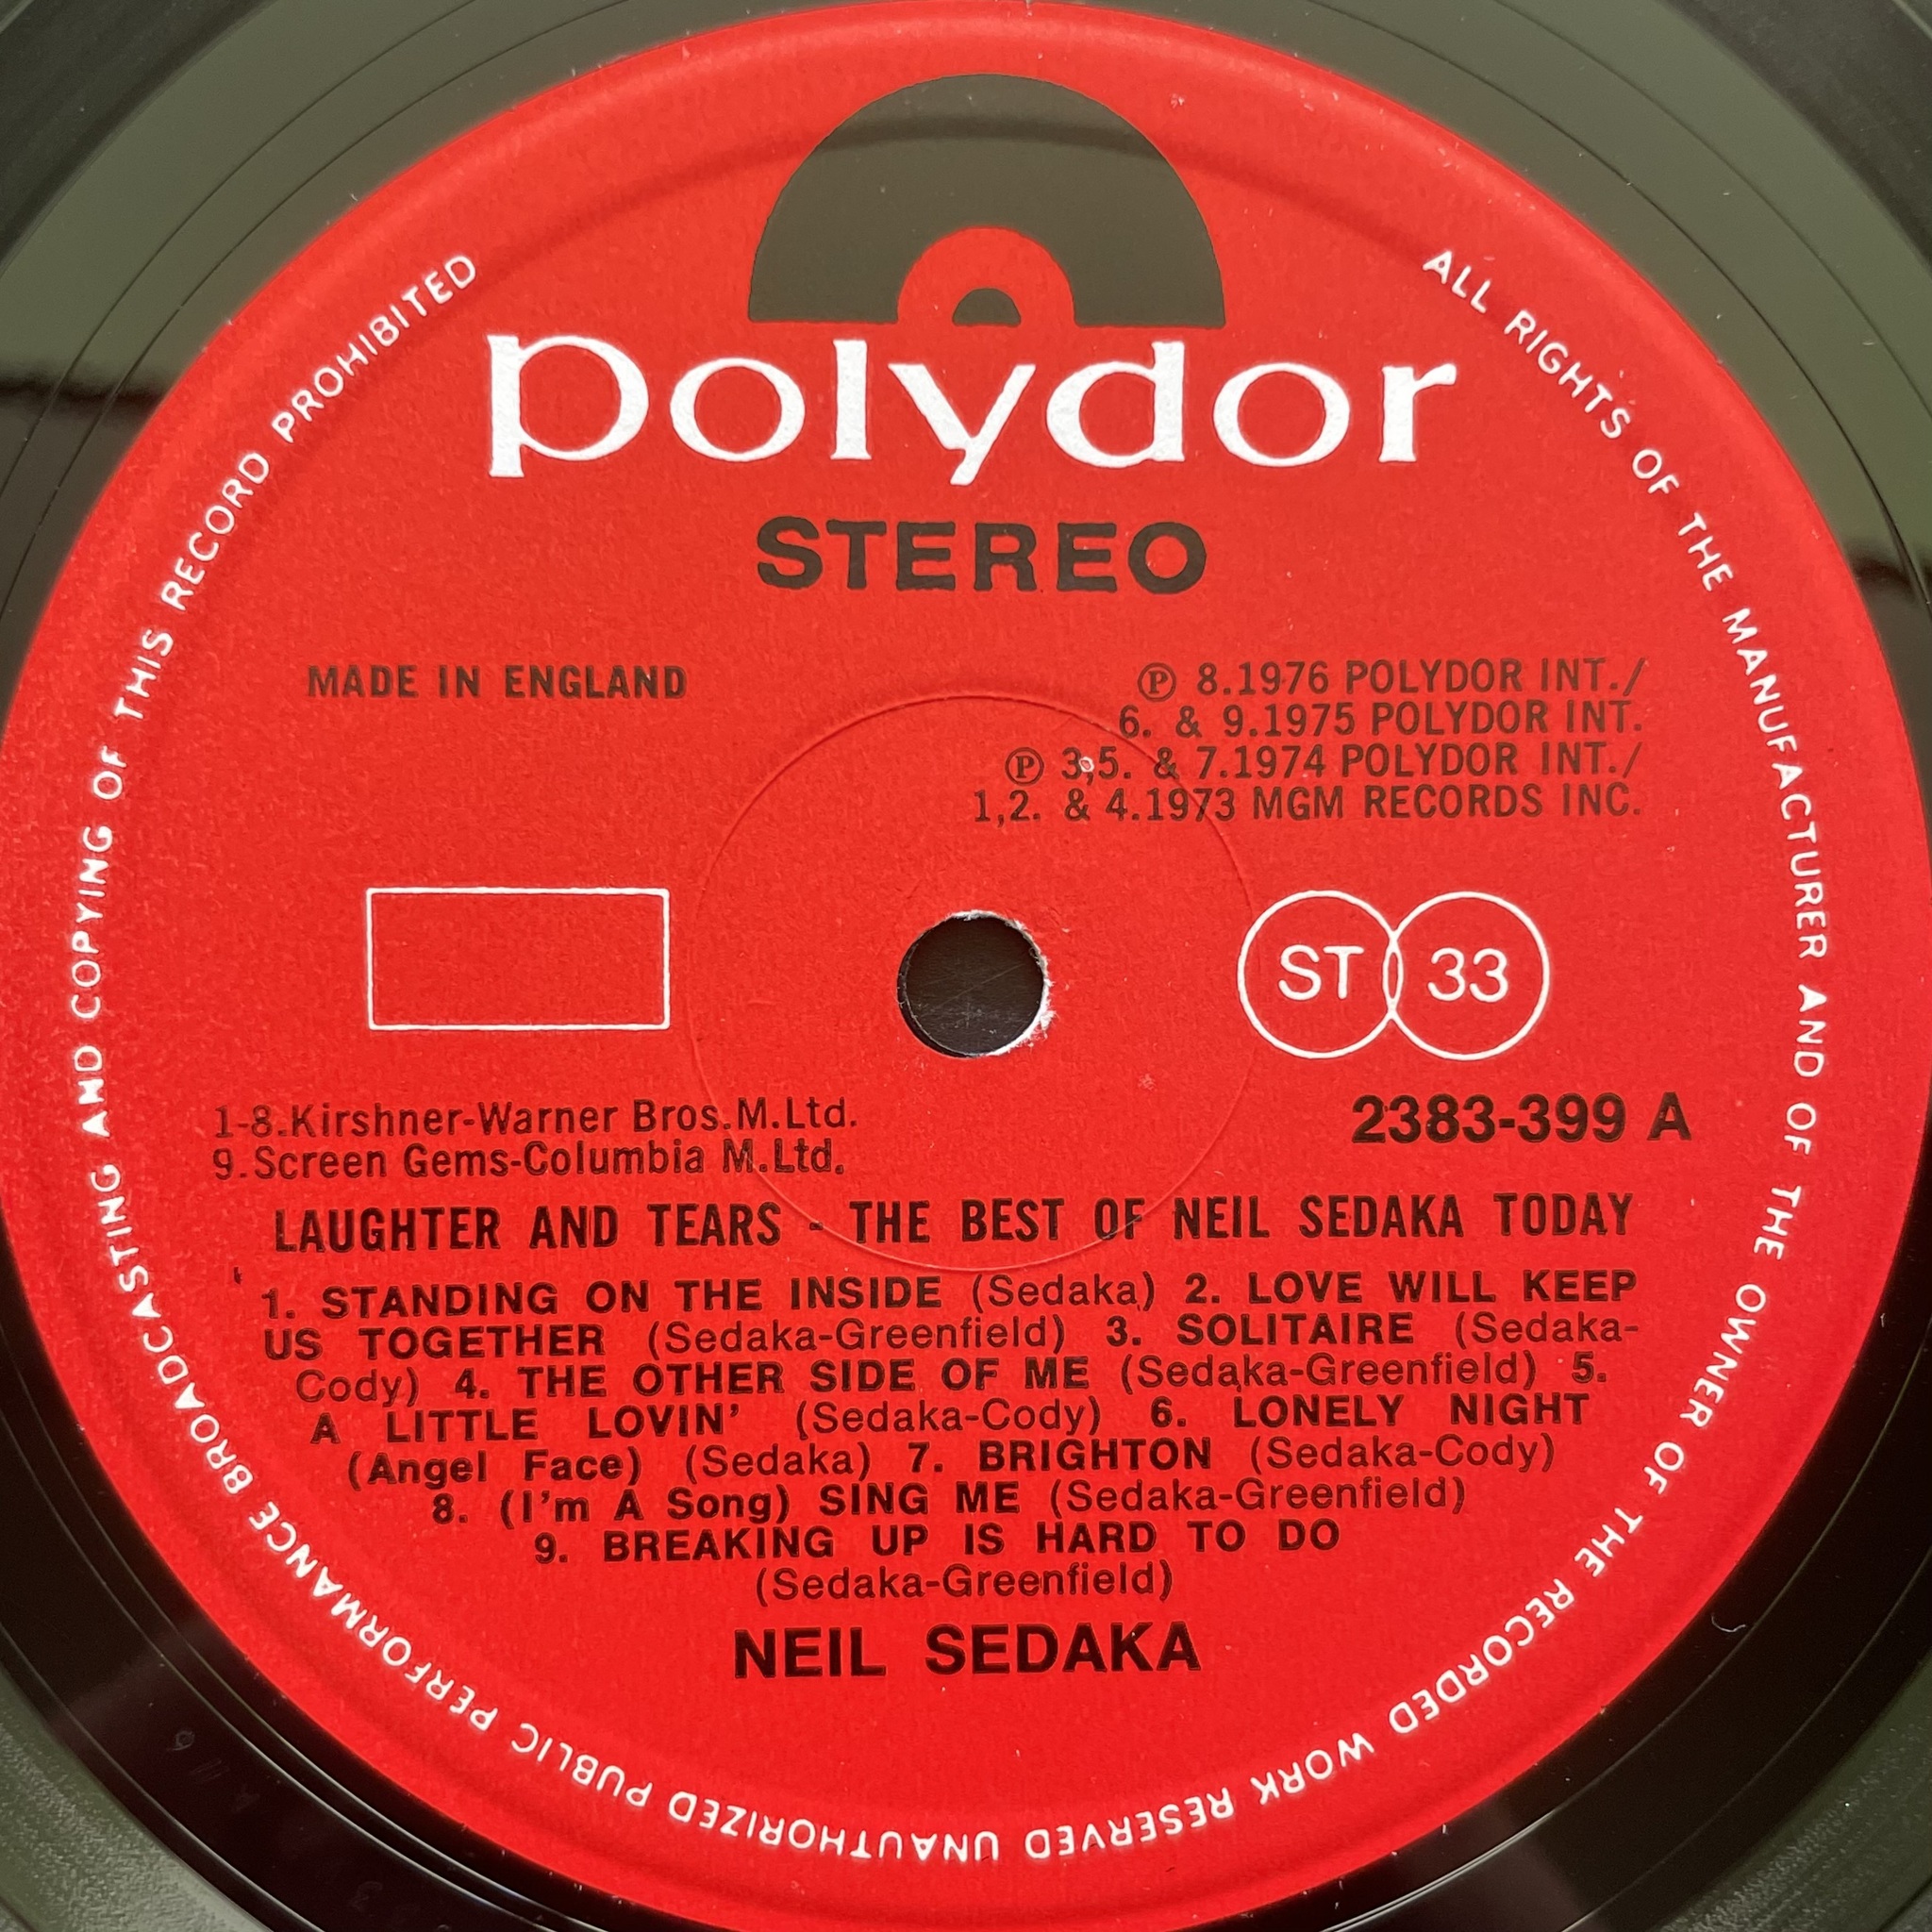 polydor
STEREO
MADE IN ENGLAND
℗ 8.1976 POLYDOR INT./
6. & 9.1975 POLYDOR INT.
℗ 3,5. & 7.1974 POLYDOR INT./
1,2. & 4.1973 MGM RECORDS INC.
ST 33
1-8.Kirshner-Warner Bros.M.Ltd.
9.Screen Gems-Columbia M.Ltd.
2383-399 A
LAUGHTER AND TEARS - THE BEST OF NEIL SEDAKA TODAY
1. STANDING ON THE INSIDE (Sedaka) 2. LOVE WILL KEEP
US TOGETHER (Sedaka-Greenfield) 3. SOLITAIRE (Sedaka-
Cody) 4. THE OTHER SIDE OF ME (Sedaka-Greenfield) 5.
A LITTLE LOVIN' (Sedaka-Cody) 6. LONELY NIGHT
(Angel Face) (Sedaka) 7. BRIGHTON (Sedaka-Cody)
8. (I'm A Song) SING ME (Sedaka-Greenfield)
9. BREAKING UP IS HARD TO DO
(Sedaka-Greenfield)
NEIL SEDAKA
ALL RIGHTS OF THE MANUFACTURER AND OF THE OWNER OF THE RECORDED WORK RESERVED UNAUTHORIZED PUBLIC PERFORMANCE BROADCASTING AND COPYING OF THIS RECORD PROHIBITED